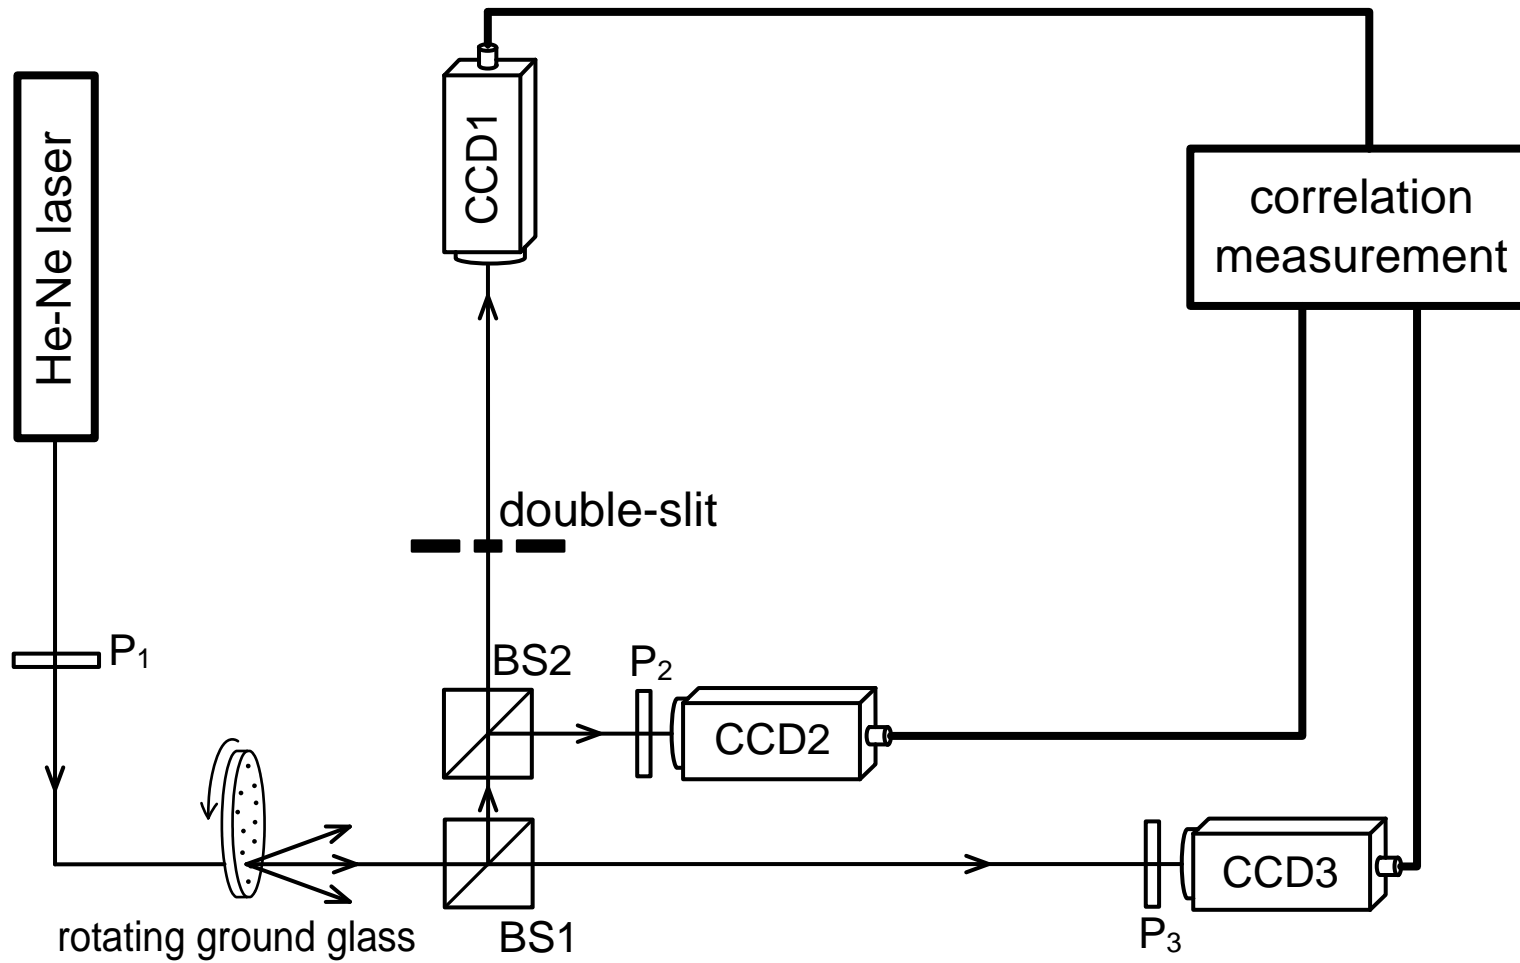 He-Ne laser
CCD1
correlation
measurement
double-slit
P1
BS2
P2
CCD2
CCD3
rotating ground glass
BS1
P3